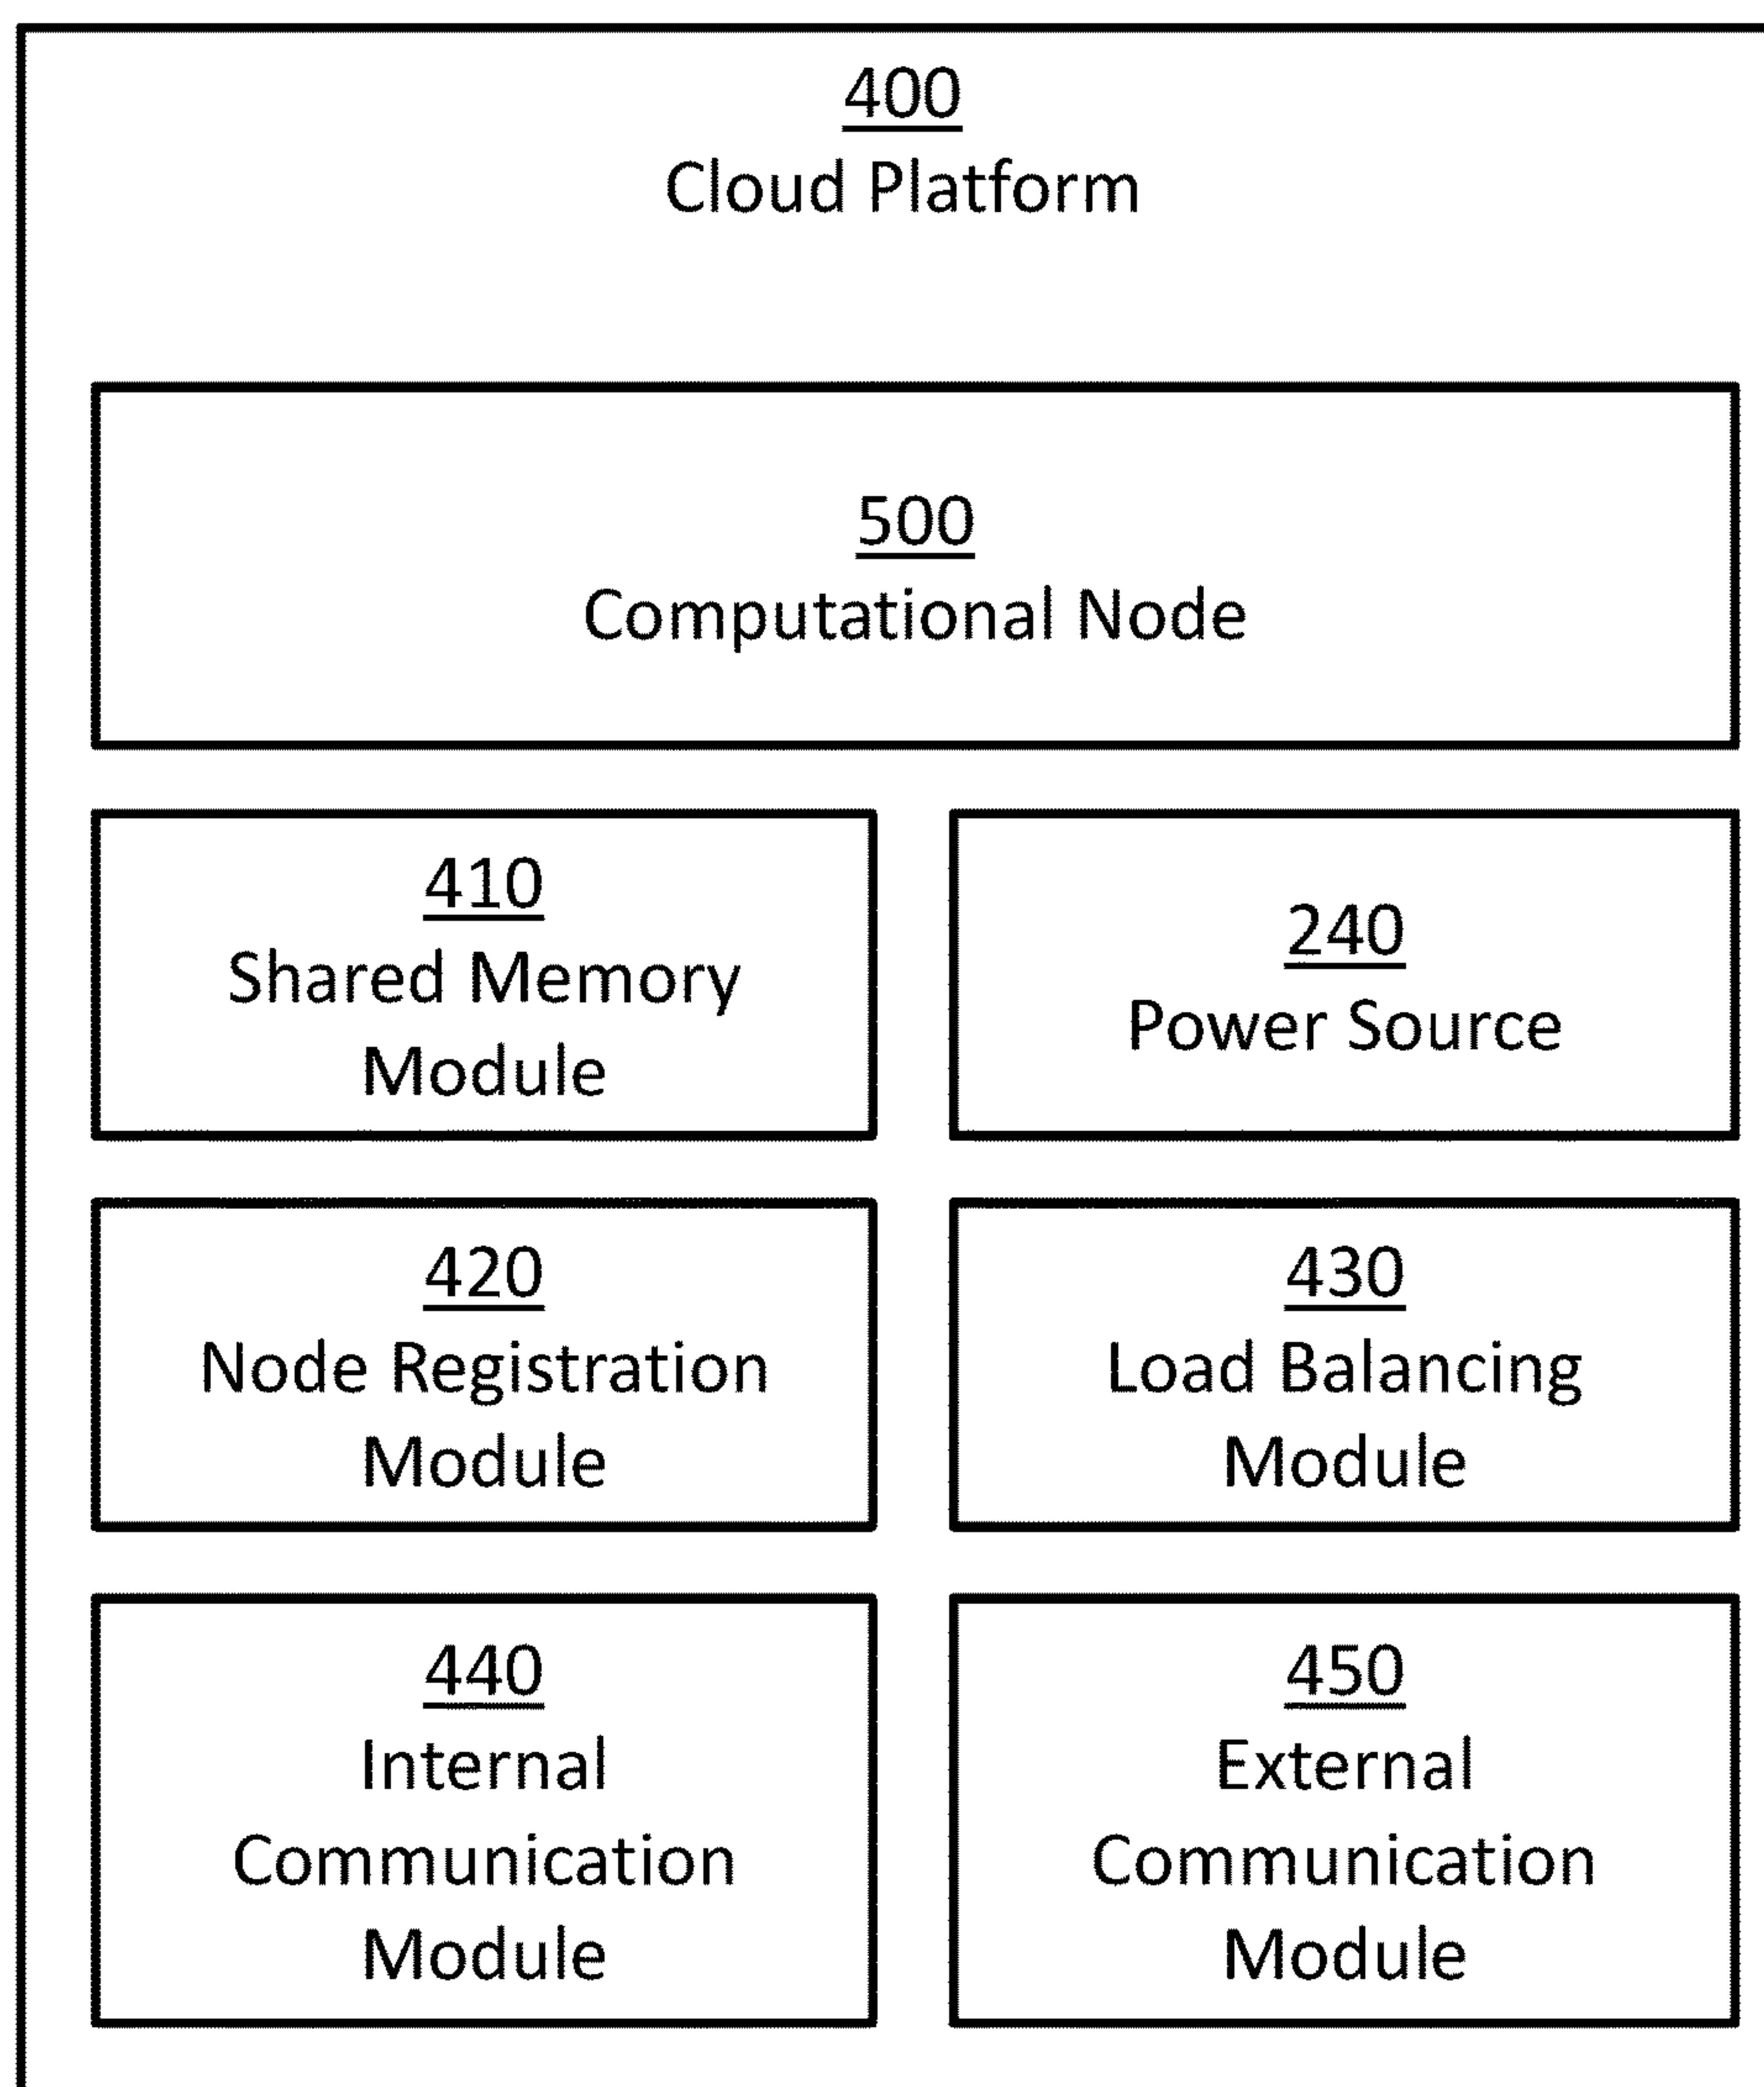 400
Cloud Platform
500
Computational Node
410
Shared Memory
Module
240
Power Source
420
Node Registration
Module
430
Load Balancing
Module
440
Internal
Communication
Module
450
External
Communication
Module